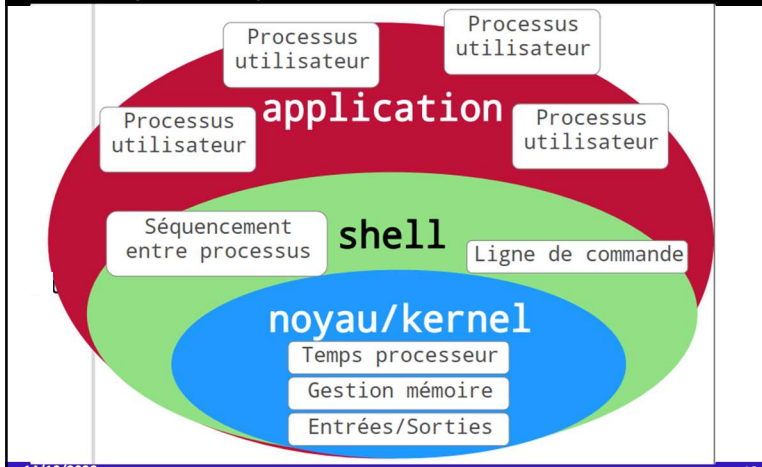 Processus
utilisateur
Processus
utilisateur
application
Processus
utilisateur
Processus
utilisateur
Séquencement
entre processus
shell
Ligne de commande
noyau/kernel
Temps processeur
Gestion mémoire
Entrées/Sorties